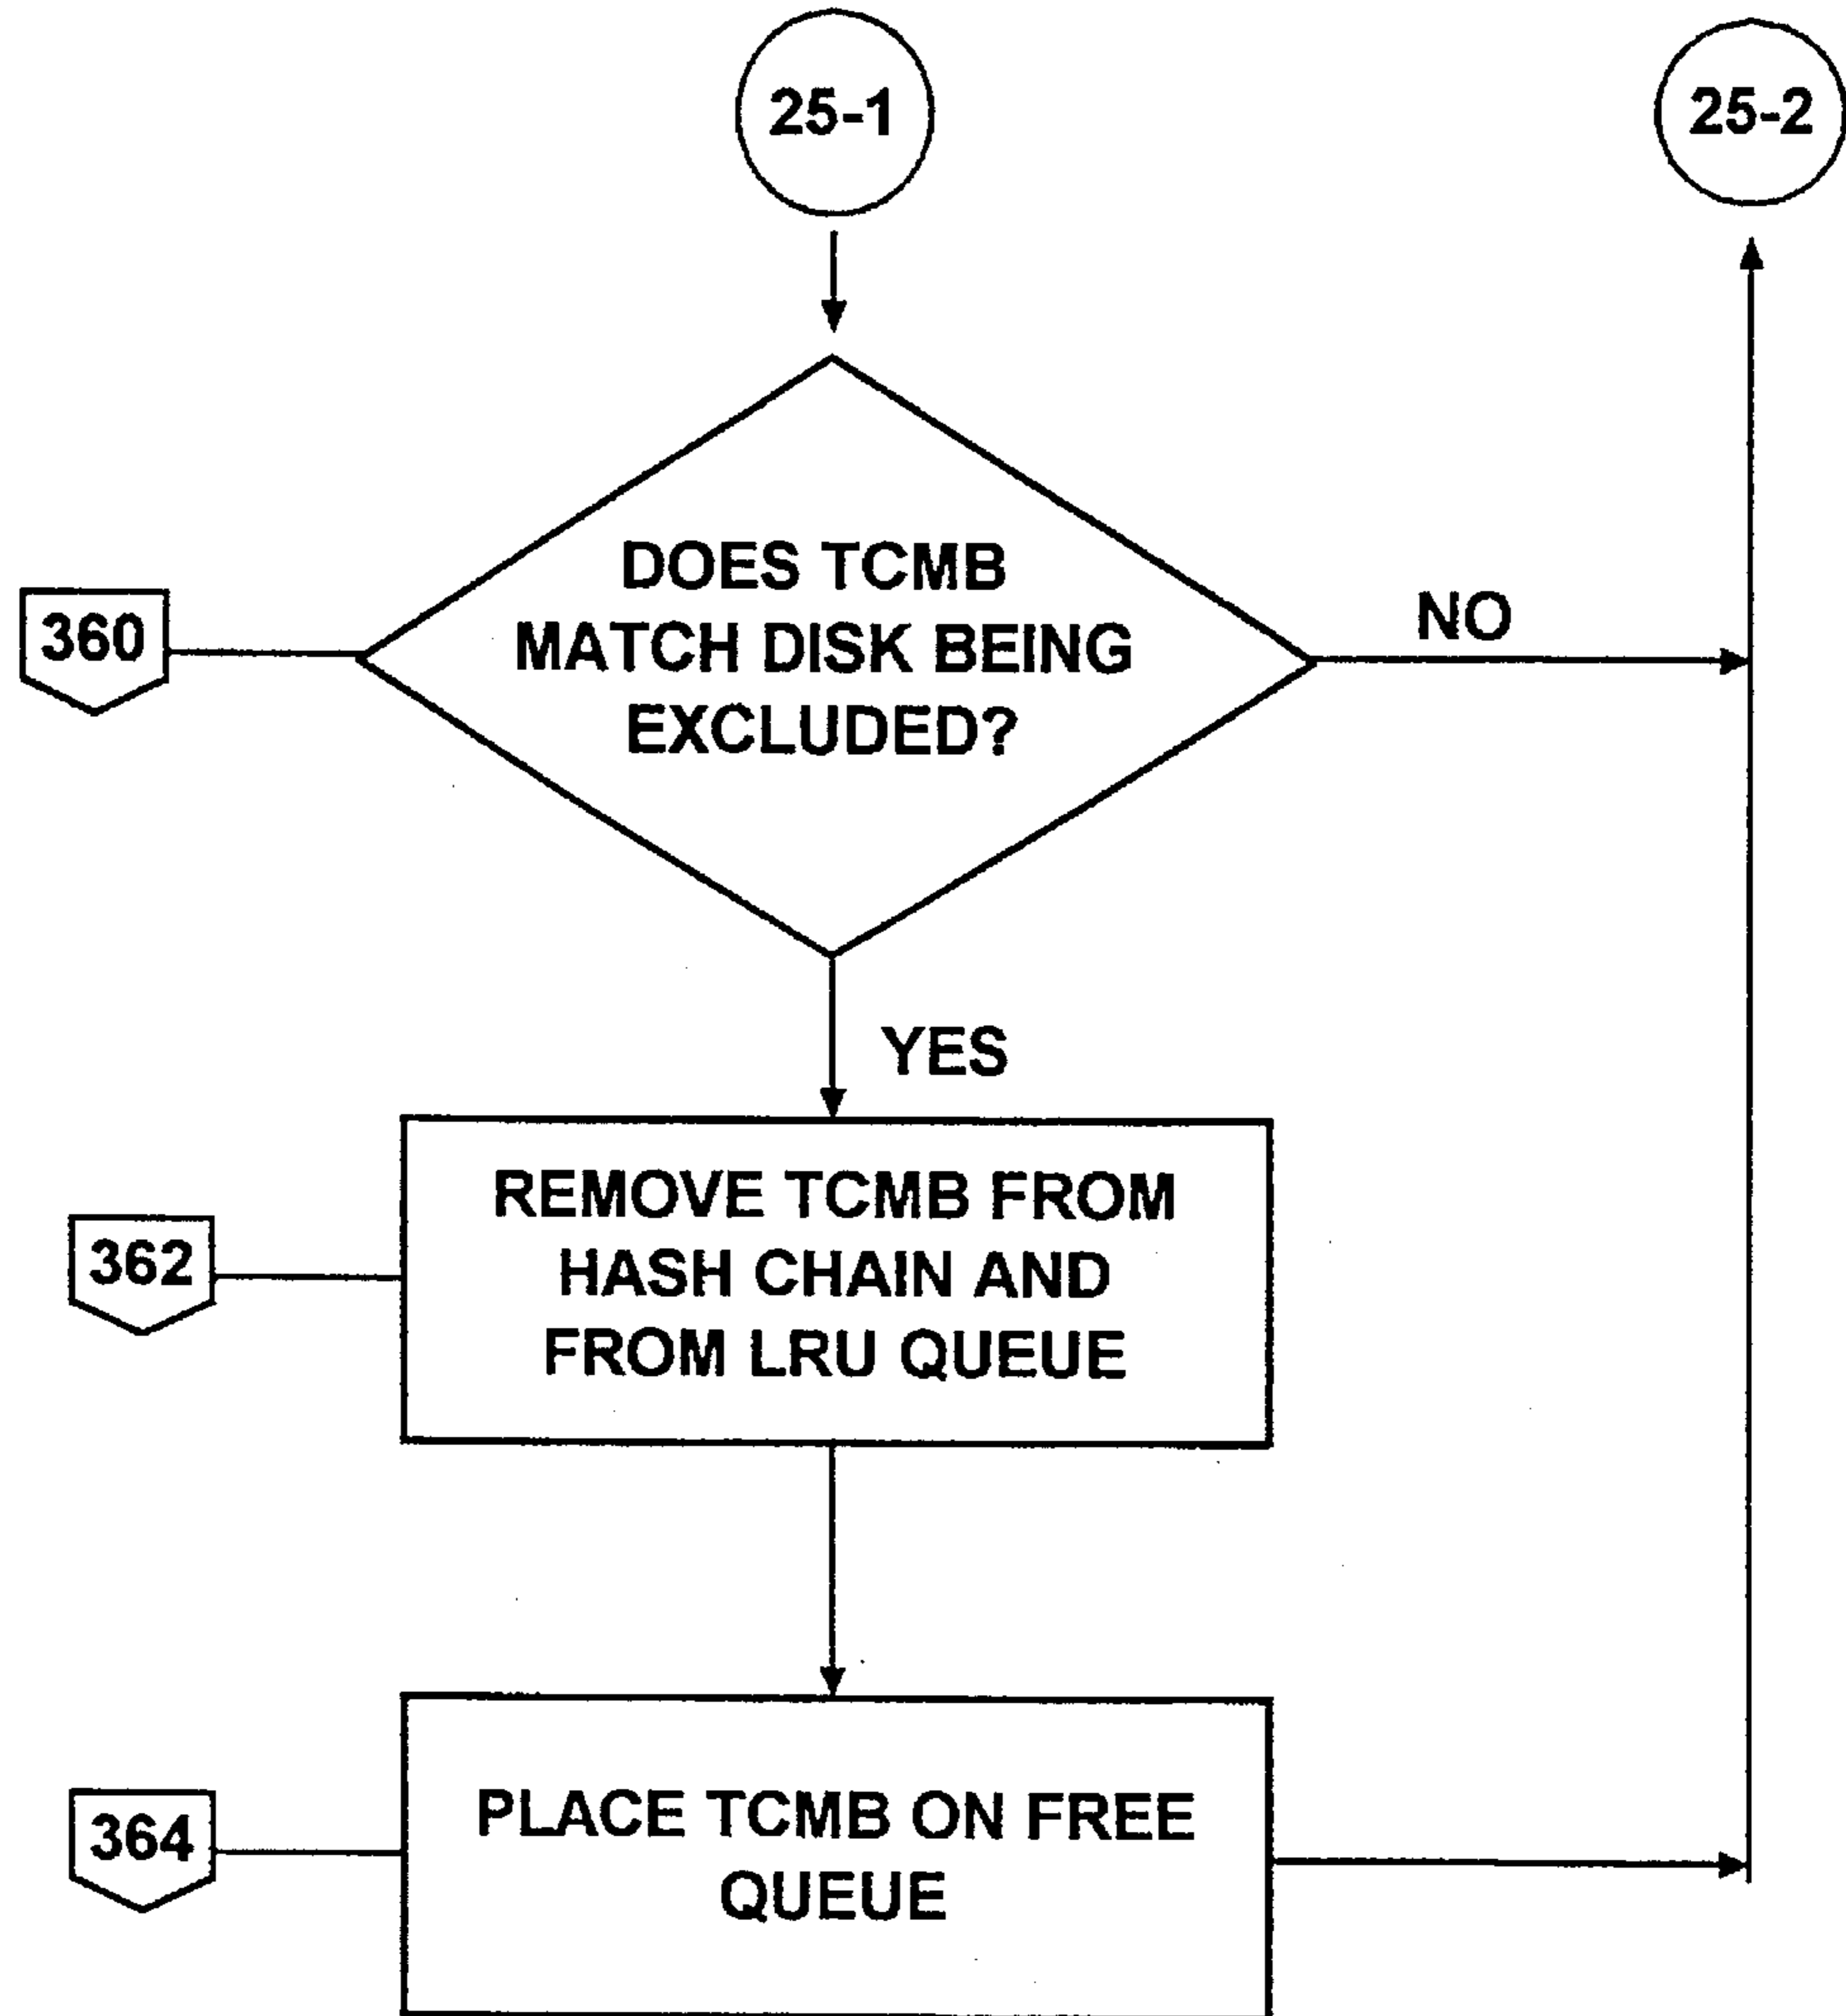 25-1
25-2
DOES TCMB
MATCH DISK BEING
EXCLUDED?
360
NO
YES
REMOVE TCMB FROM
HASH CHAIN AND
FROM LRU QUEUE
362
PLACE TCMB ON FREE
QUEUE
364